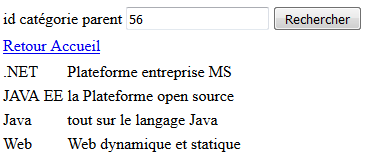 id catégorie parent 56 Rechercher
Retour Accueil
.NET Plateforme entreprise MS
JAVA EE la Plateforme open source
Java tout sur le langage Java
Web Web dynamique et statique